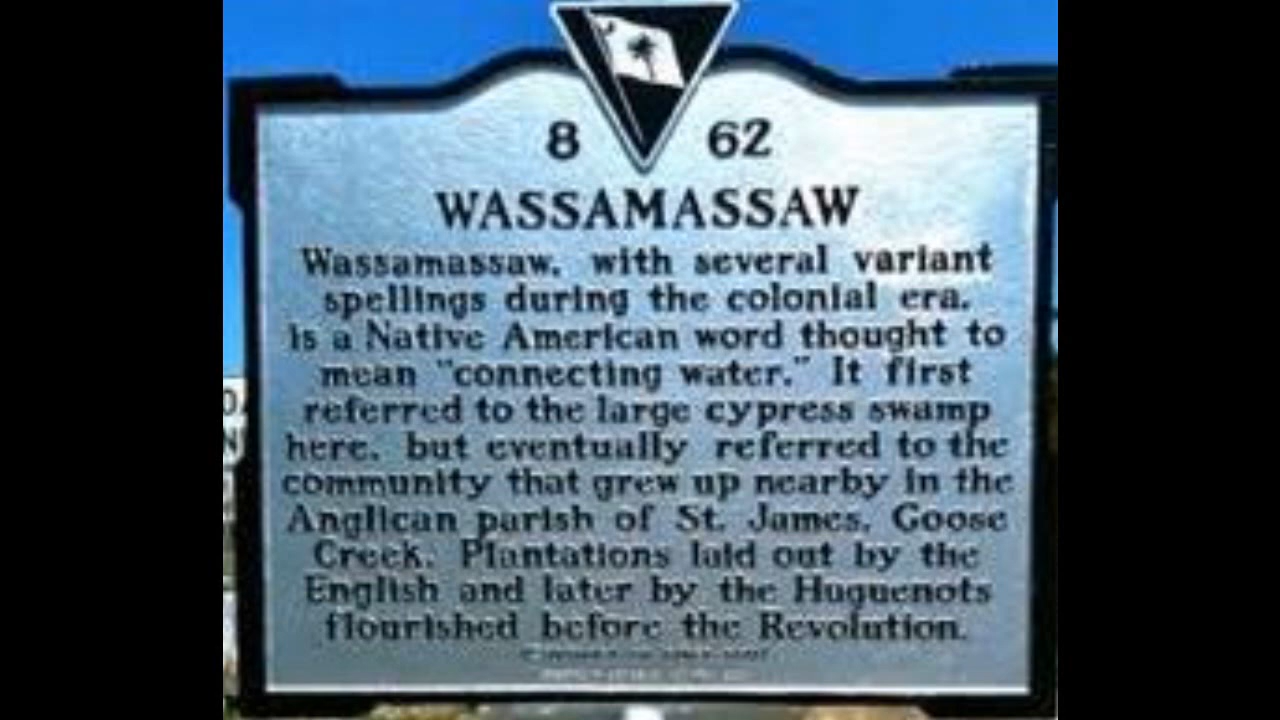 8 62
WASSAMASSAW
Wassamassaw, with several variant
spellings during the colonial era,
is a Native American word thought to
mean "connecting water." It first
referred to the large cypress swamp
here, but eventually referred to the
community that grew up nearby in the
Anglican parish of St. James, Goose
Creek. Plantations laid out by the
English and later by the Huguenots
flourished before the Revolution.